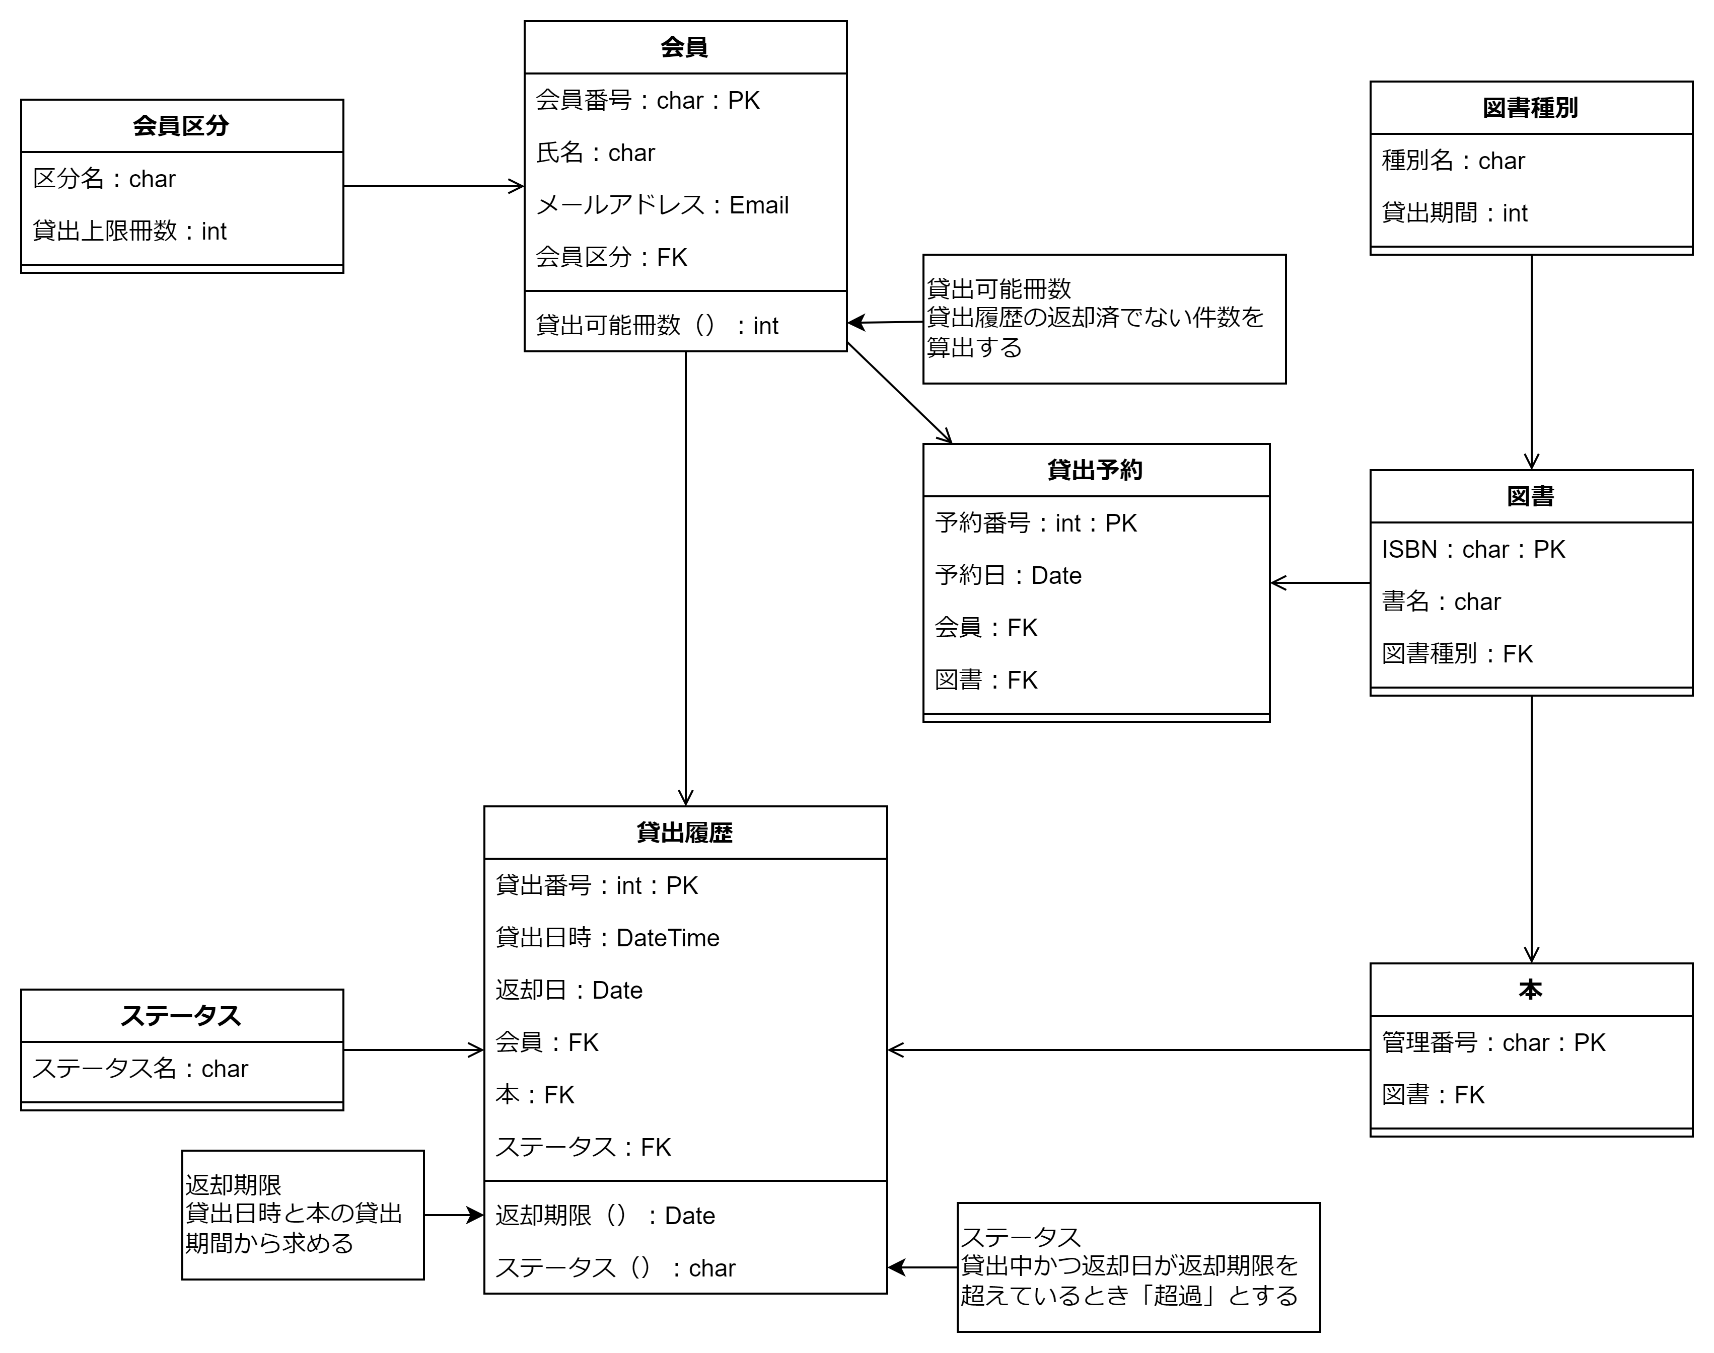 会員
会員番号：char：PK
氏名：char
メールアドレス：Email
会員区分：FK
貸出可能冊数（）：int
会員区分
区分名：char
貸出上限冊数：int
図書種別
種別名：char
貸出期間：int
貸出可能冊数
貸出履歴の返却済でない件数を
算出する
貸出予約
予約番号：int：PK
予約日：Date
会員：FK
図書：FK
図書
ISBN：char：PK
書名：char
図書種別：FK
貸出履歴
貸出番号：int：PK
貸出日時：DateTime
返却日：Date
会員：FK
本：FK
ステータス：FK
返却期限（）：Date
ステータス（）：char
ステータス
ステータス名：char
本
管理番号：char：PK
図書：FK
返却期限
貸出日時と本の貸出
期間から求める
ステータス
貸出中かつ返却日が返却期限を
超えているとき「超過」とする